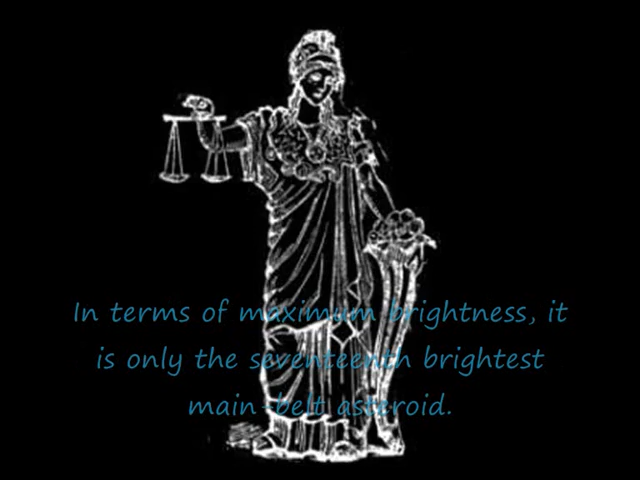 In terms of maximum brightness, it
is only the seventeenth brightest
main-belt asteroid.